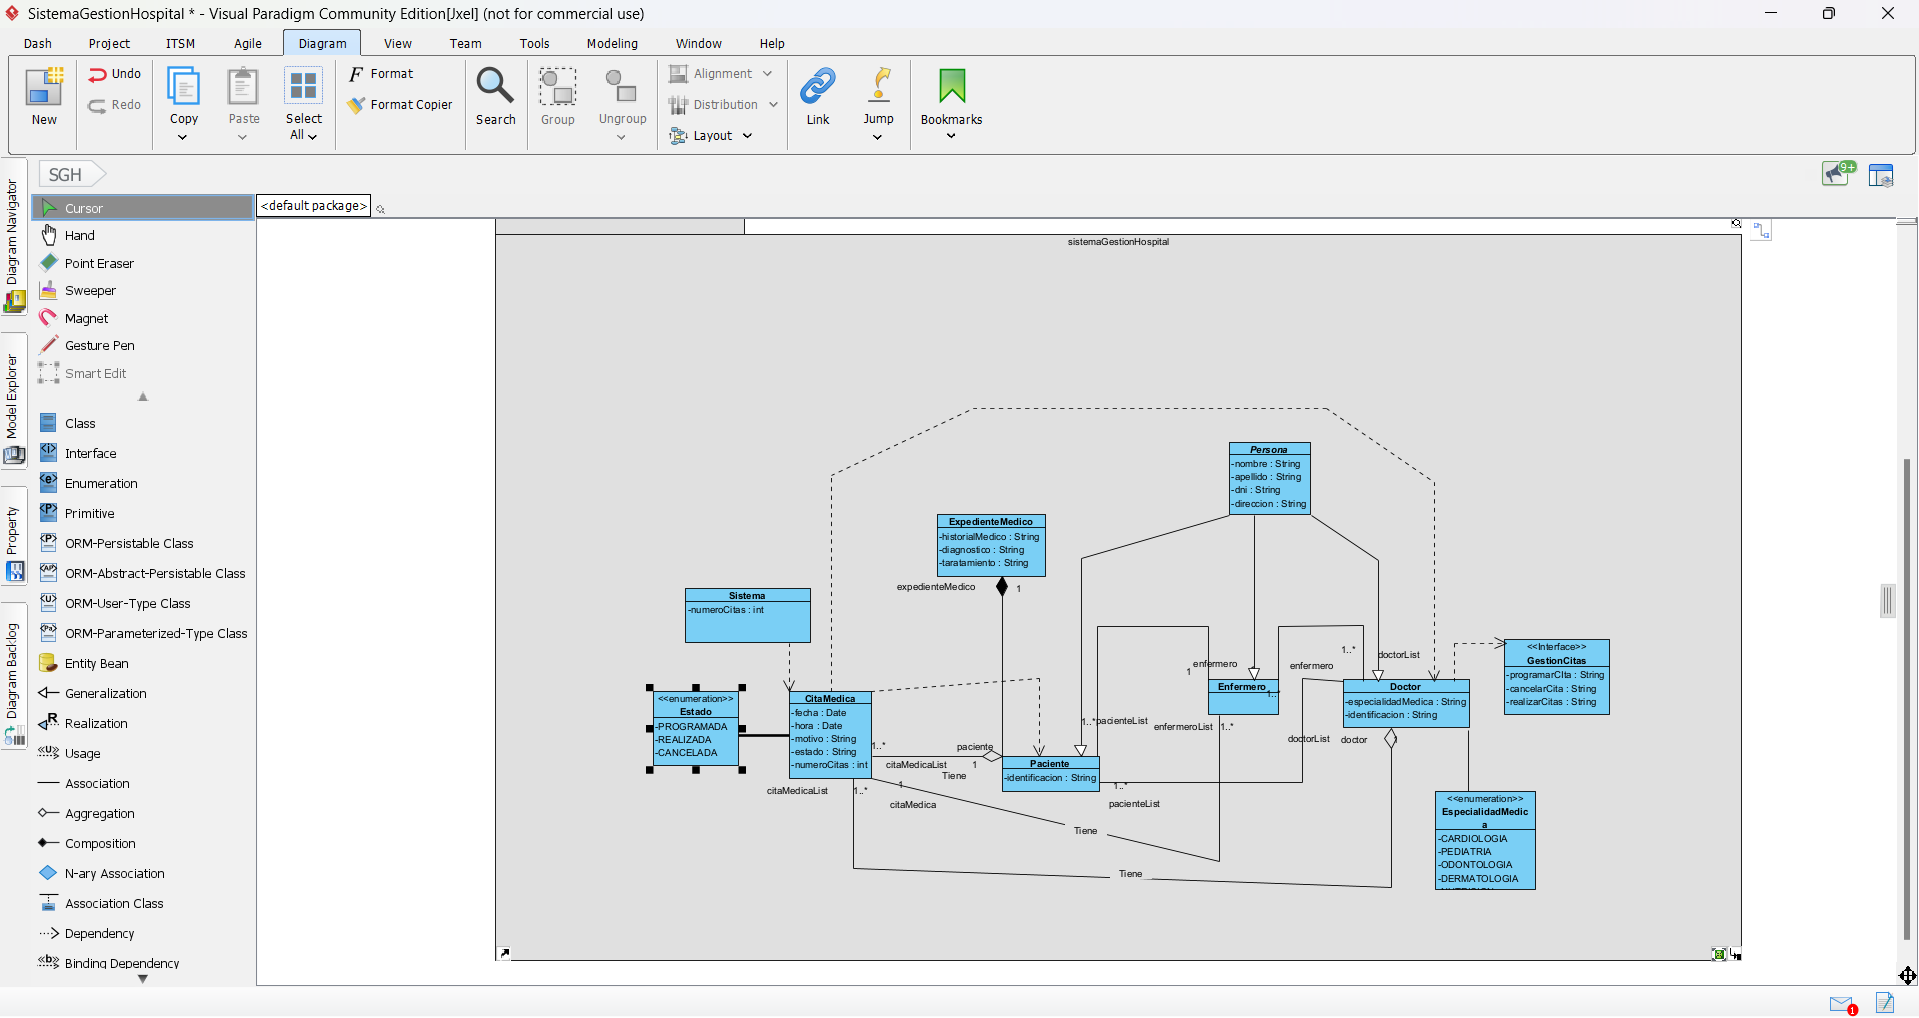 SistemaGestionHospital * - Visual Paradigm Community Edition[Jxel] (not for commercial use)
Dash Project ITSM Agile Diagram View Team Tools Modeling Window Help
New
Undo
Redo
Copy
Paste
Select
All
Format
Format Copier
Search
Group
Ungroup
Alignment
Distribution
Layout
Link
Jump
Bookmarks
SGH
9+
Diagram Navigator
Model Explorer
Property
Diagram Backlog
Cursor
Hand
Point Eraser
Sweeper
Magnet
Gesture Pen
Smart Edit
Class
Interface
Enumeration
Primitive
ORM-Persistable Class
ORM-Abstract-Persistable Class
ORM-User-Type Class
ORM-Parameterized-Type Class
Entity Bean
Generalization
Realization
Usage
Association
Aggregation
Composition
N-ary Association
Association Class
Dependency
Binding Dependency
<default package>
sistemaGestionHospital
Persona
-nombre : String
-apellido : String
-dni : String
-direccion : String
ExpedienteMedico
-historialMedico : String
-diagnostico : String
-taratamiento : String
expedienteMedico 1
Sistema
-numeroCitas : int
<<enumeration>>
Estado
-PROGRAMADA
-REALIZADA
-CANCELADA
CitaMedica
-fecha : Date
-hora : Date
-motivo : String
-estado : String
-numeroCitas : int
1..*
citaMedicaList
Tiene
paciente
1
citaMedicaList
1..*
1
citaMedica
Paciente
-identificacion : String
1..*
pacienteList
1..*
pacienteList
enfermero
1
Enfermero
1..*
enfermero
enfermeroList
1..*
1..*
doctorList
Doctor
-especialidadMedica : String
-identificacion : String
doctorList
doctor
<<Interface>>
GestionCitas
-programarCIta : String
-cancelarCita : String
-realizarCitas : String
<<enumeration>>
EspecialidadMedic
a
-CARDIOLOGIA
-PEDIATRIA
-ODONTOLOGIA
-DERMATOLOGIA
Tiene
Tiene
1